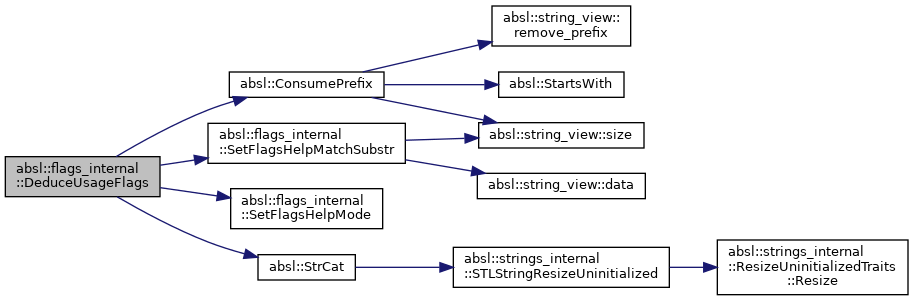 absl::flags_internal
::DeduceUsageFlags
absl::ConsumePrefix
absl::string_view::
remove_prefix
absl::StartsWith
absl::string_view::size
absl::flags_internal
::SetFlagsHelpMatchSubstr
absl::string_view::data
absl::flags_internal
::SetFlagsHelpMode
absl::StrCat
absl::strings_internal
::STLStringResizeUninitialized
absl::strings_internal
::ResizeUninitializedTraits
::Resize